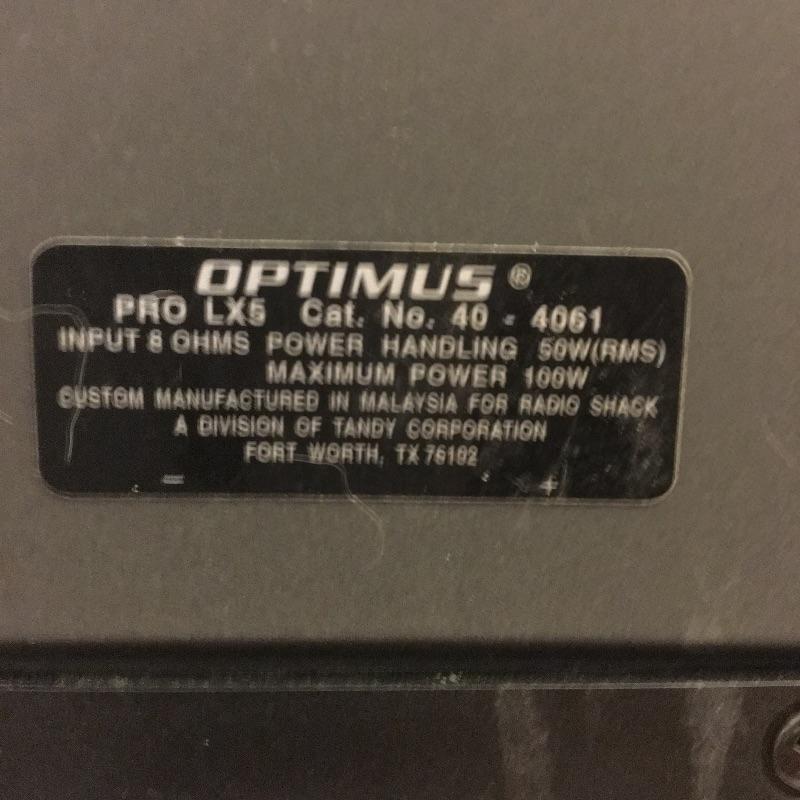 OPTIMUS ®
PRO LX5 Cat. No. 40 - 4061
INPUT 8 OHMS POWER HANDLING 50W(RMS)
MAXIMUM POWER 100W
CUSTOM MANUFACTURED IN MALAYSIA FOR RADIO SHACK
A DIVISION OF TANDY CORPORATION
FORT WORTH, TX 76102
- +